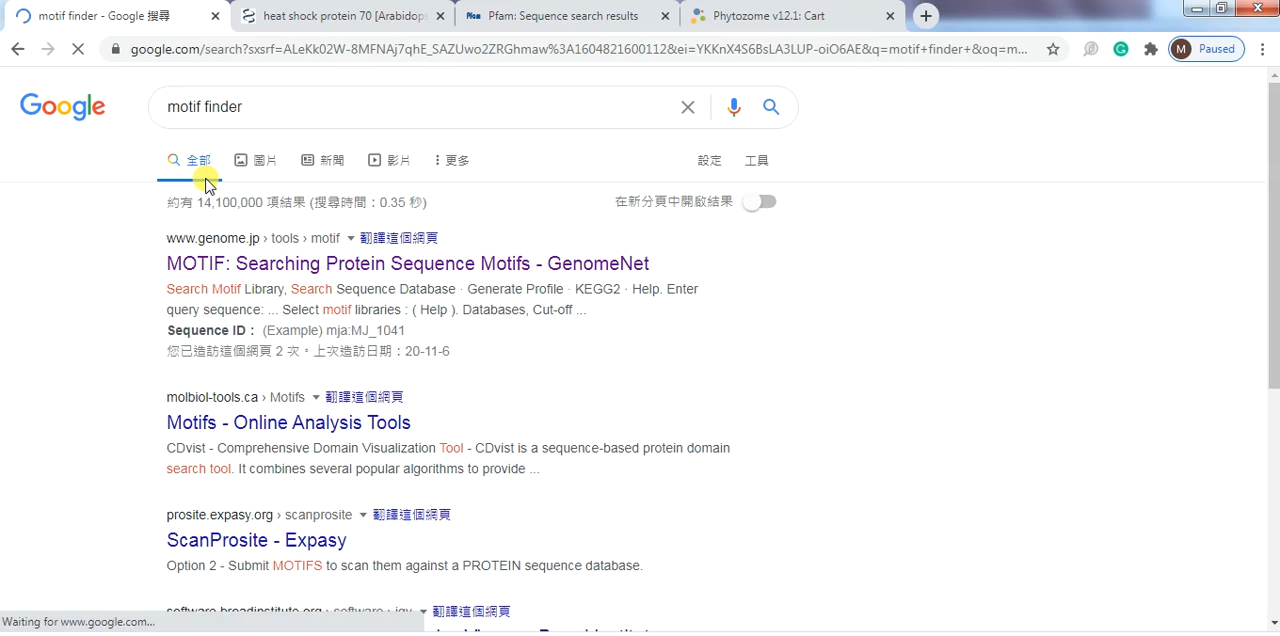 motif finder - Google 搜尋
heat shock protein 70 [Arabidops
Pfam: Sequence search results
Phytozome v12.1: Cart
google.com/search?sxsrf=ALeKk02W-8MFNAj7qhE_SAZUwo2ZRGhmaw%3A1604821600112&ei=YKKnX4S6BsLA3LUP-oiO6AE&q=motif+finder+&oq=m...
M Paused
Google
motif finder
全部 圖片 新聞 影片 更多 設定 工具
約有 14,100,000 項結果 (搜尋時間：0.35 秒) 在新分頁中開啟結果
www.genome.jp › tools › motif 翻譯這個網頁
MOTIF: Searching Protein Sequence Motifs - GenomeNet
Search Motif Library, Search Sequence Database · Generate Profile · KEGG2 · Help. Enter
query sequence: ... Select motif libraries : ( Help ). Databases, Cut-off ...
Sequence ID： (Example) mja:MJ_1041
您已造訪這個網頁 2 次。上次造訪日期：20-11-6
molbiol-tools.ca › Motifs 翻譯這個網頁
Motifs - Online Analysis Tools
CDvist - Comprehensive Domain Visualization Tool - CDvist is a sequence-based protein domain
search tool. It combines several popular algorithms to provide ...
prosite.expasy.org › scanprosite 翻譯這個網頁
ScanProsite - Expasy
Option 2 - Submit MOTIFS to scan them against a PROTEIN sequence database.
software.broadinstitute.org › software › igv 翻譯這個網頁
Waiting for www.google.com...